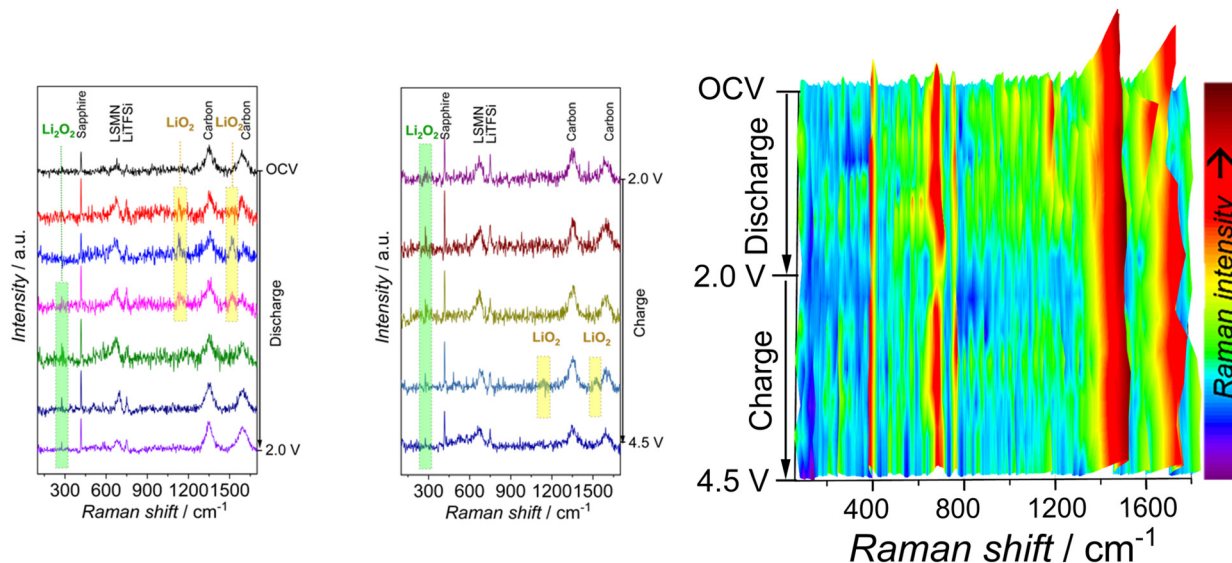 Li₂O₂
Sapphire
LSMN
LiTFSi
LiO₂
Carbon
LiO₂
Carbon
OCV
Discharge
2.0 V
Intensity / a.u.
300 600 900 1200 1500
Raman shift / cm⁻¹
Li₂O₂
Sapphire
LSMN
LiTFSi
Carbon
Carbon
2.0 V
Charge
LiO₂ LiO₂
4.5 V
Intensity / a.u.
300 600 900 1200 1500
Raman shift / cm⁻¹
OCV
Discharge
2.0 V
Charge
4.5 V
400 800 1200 1600
Raman shift / cm⁻¹
Raman intensity →